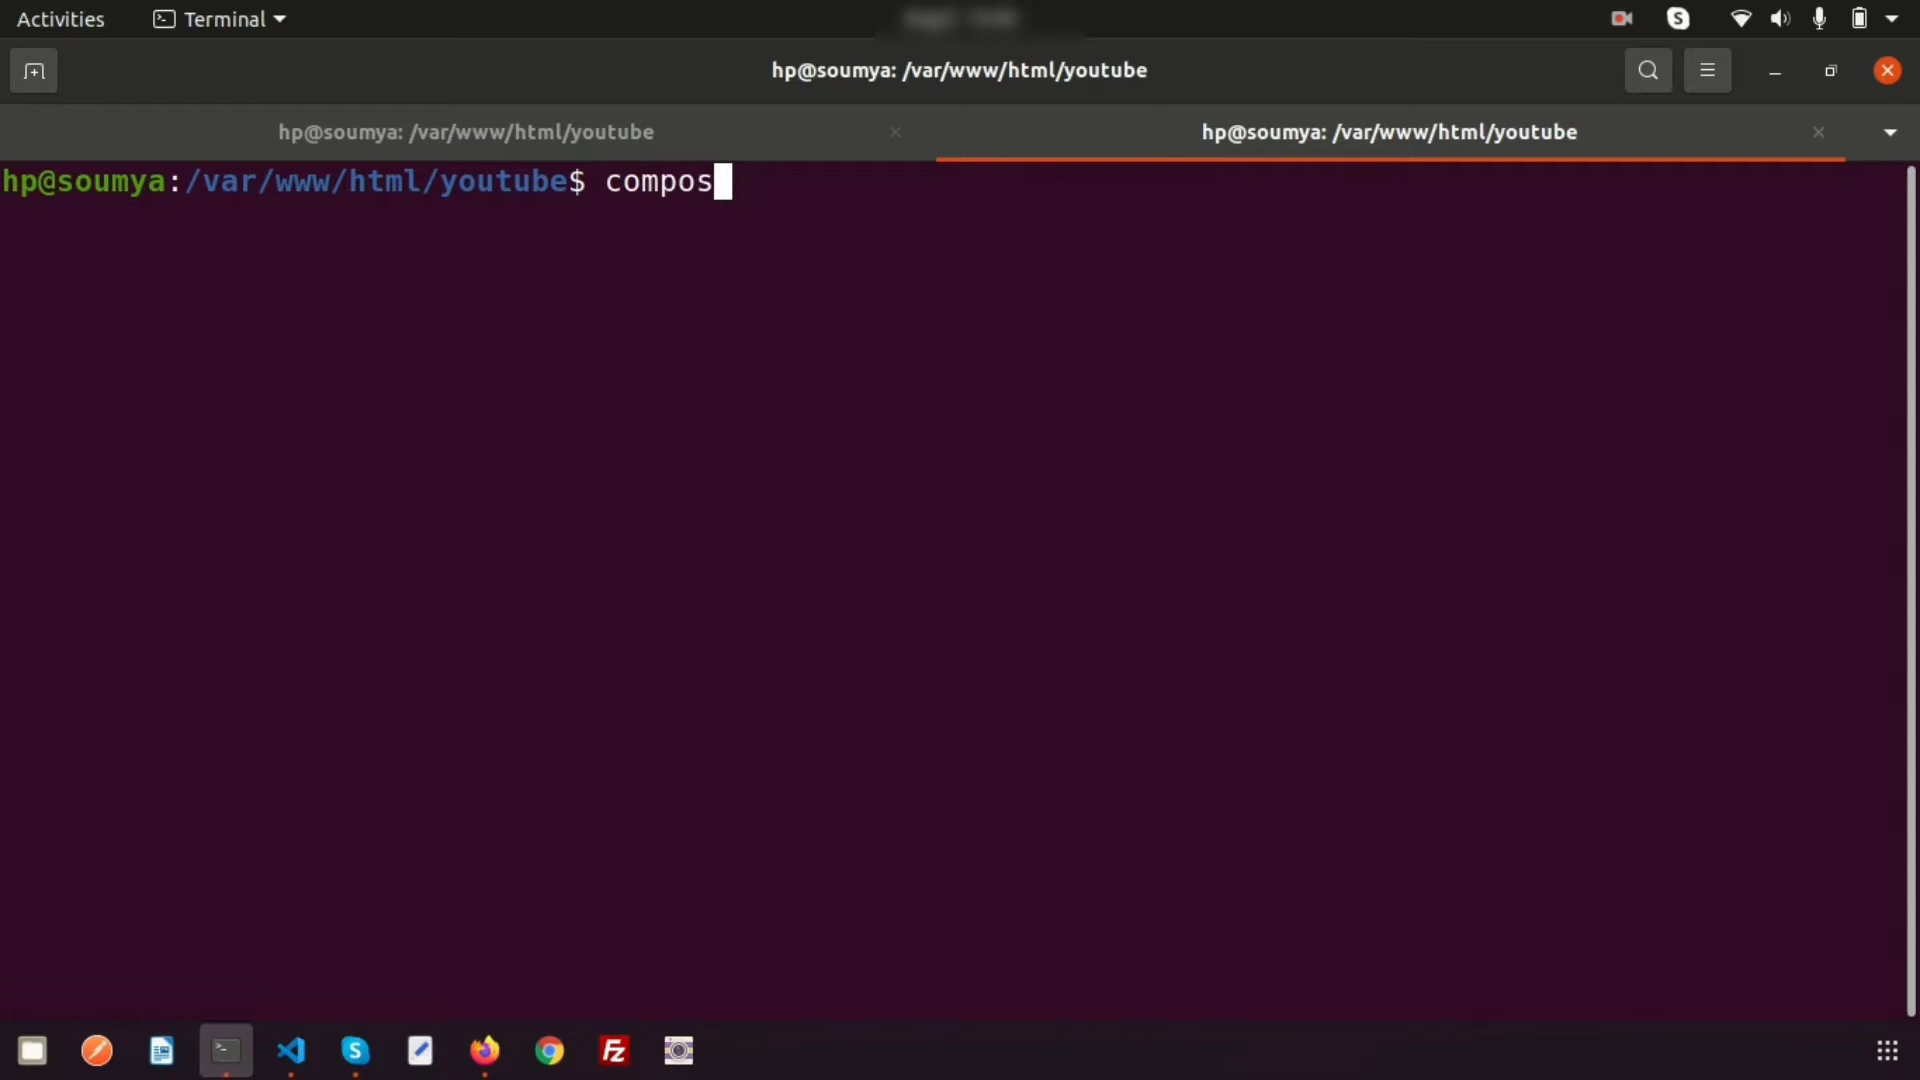 Activities
Terminal
hp@soumya: /var/www/html/youtube
hp@soumya: /var/www/html/youtube
hp@soumya: /var/www/html/youtube
hp@soumya:/var/www/html/youtube$ compos